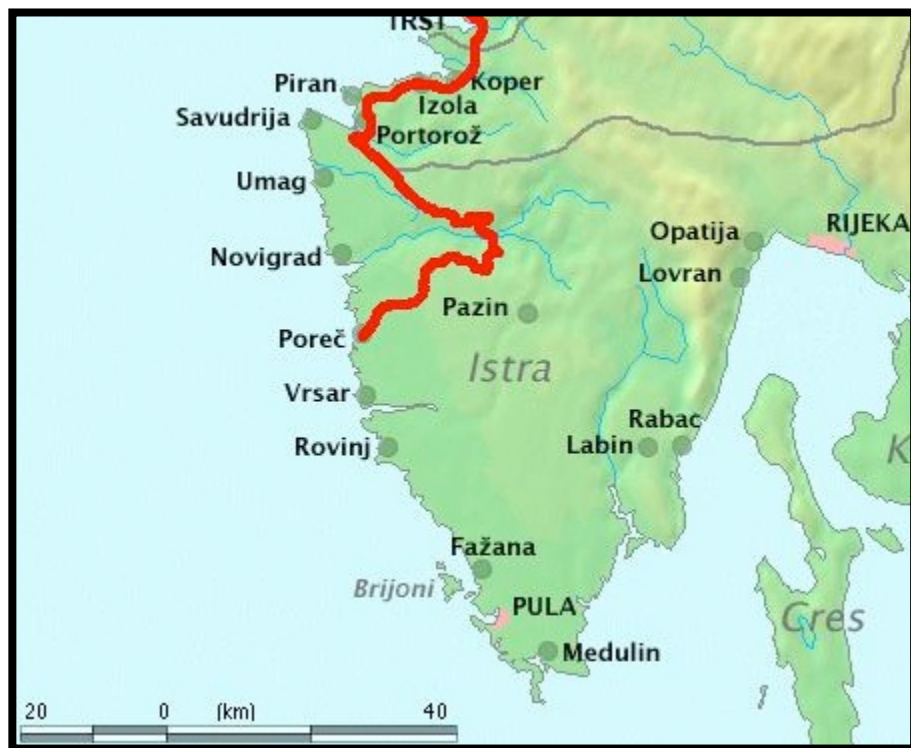 TRST
Koper
Piran
Izola
Savudrija
Portorož
Umag
RIJEKA
Opatija
Novigrad
Lovran
Pazin
Poreč
Istra
Vrsar
Rabac
Rovinj
Labin
K
Fažana
Brijoni
PULA
Cres
Medulin
20 0 (km) 40